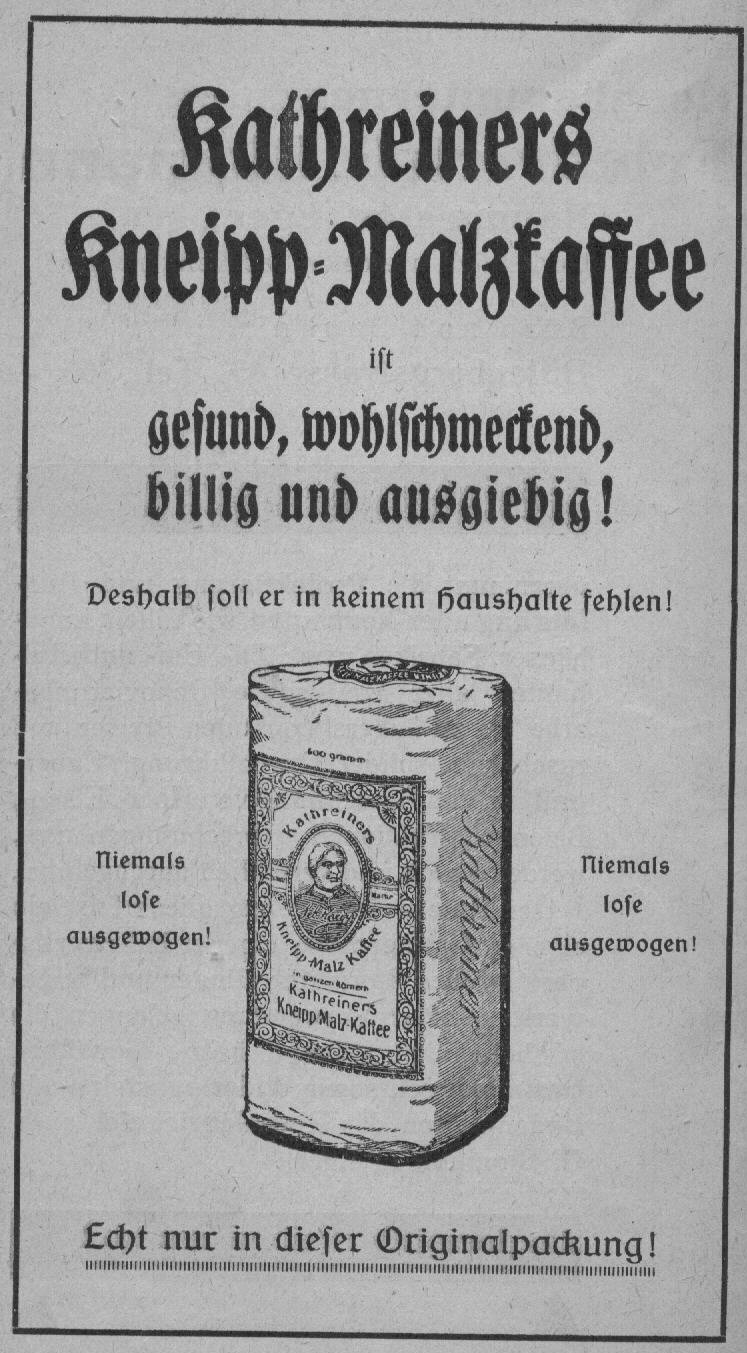 Kathreiners
Kneipp-Malzkaffee
iſt
geſund, wohlſchmeckend,
billig und ausgiebig!
Deshalb ſoll er in keinem Haushalte fehlen!
500 gramm
Kathreiners
Kneipp-Malz Kaffee
in ganzen Körnern
Kathreiners
Kneipp-Malz-Kaffee
Kathreiner
Niemals
loſe
ausgewogen!
Niemals
loſe
ausgewogen!
Echt nur in dieſer Originalpackung!